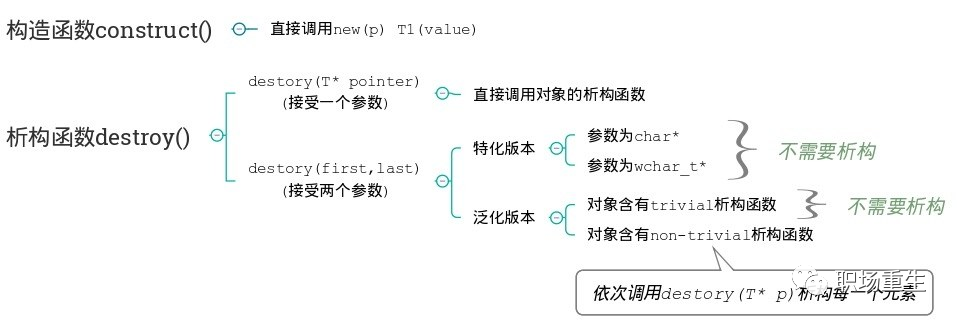 构造函数construct()
直接调用new(p) T1(value)
析构函数destroy()
destory(T* pointer)
(接受一个参数)
直接调用对象的析构函数
destory(first,last)
(接受两个参数)
特化版本
参数为char*
参数为wchar_t*
不需要析构
泛化版本
对象含有trivial析构函数
不需要析构
对象含有non-trivial析构函数
依次调用destory(T* p)析构每一个元素
职场重生